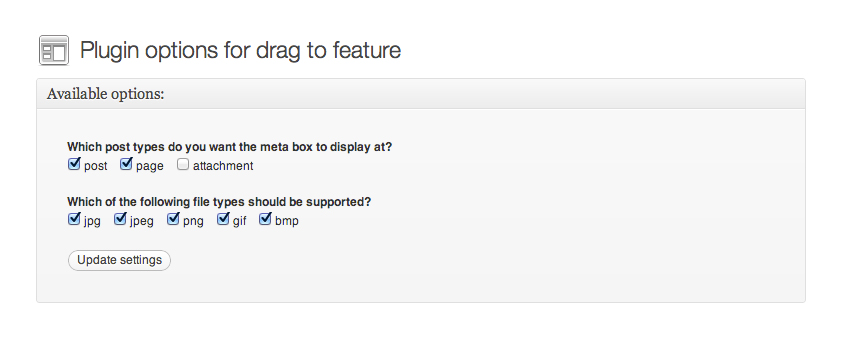 Plugin options for drag to feature
Available options:
Which post types do you want the meta box to display at?
post page attachment
Which of the following file types should be supported?
jpg jpeg png gif bmp
Update settings